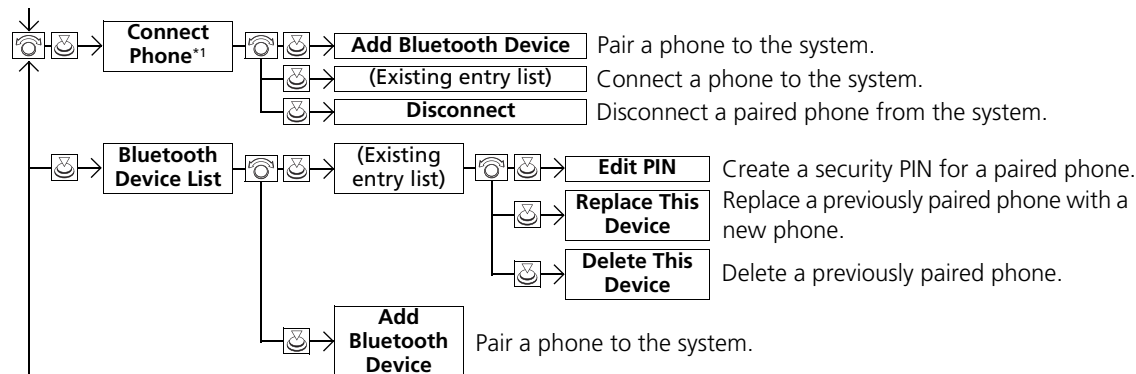 Connect
Phone*1
Add Bluetooth Device
Pair a phone to the system.
(Existing entry list)
Connect a phone to the system.
Disconnect
Disconnect a paired phone from the system.
Bluetooth
Device List
(Existing
entry list)
Edit PIN
Create a security PIN for a paired phone.
Replace This
Device
Replace a previously paired phone with a
new phone.
Delete This
Device
Delete a previously paired phone.
Add
Bluetooth
Device
Pair a phone to the system.